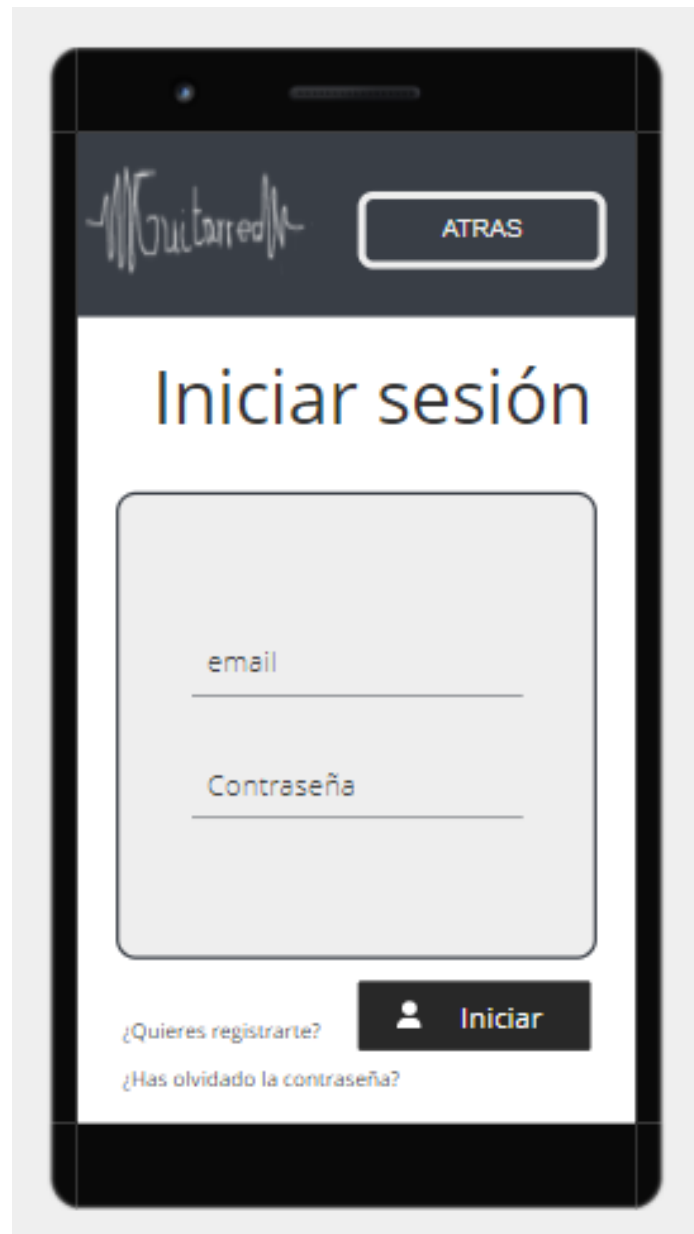 Guitarred
ATRAS
Iniciar sesión
email
Contraseña
Iniciar
¿Quieres registrarte?
¿Has olvidado la contraseña?